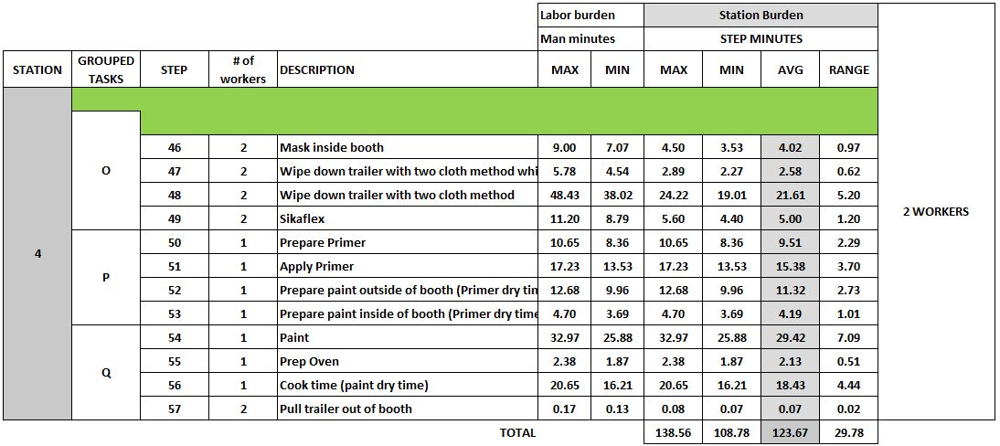 Labor burden Station Burden
Man minutes STEP MINUTES
STATION GROUPED TASKS STEP # of workers DESCRIPTION MAX MIN MAX MIN AVG RANGE
4
O
46 2 Mask inside booth 9.00 7.07 4.50 3.53 4.02 0.97
47 2 Wipe down trailer with two cloth method whi 5.78 4.54 2.89 2.27 2.58 0.62
48 2 Wipe down trailer with two cloth method 48.43 38.02 24.22 19.01 21.61 5.20
49 2 Sikaflex 11.20 8.79 5.60 4.40 5.00 1.20
P
50 1 Prepare Primer 10.65 8.36 10.65 8.36 9.51 2.29
51 1 Apply Primer 17.23 13.53 17.23 13.53 15.38 3.70
52 1 Prepare paint outside of booth (Primer dry tin 12.68 9.96 12.68 9.96 11.32 2.73
53 1 Prepare paint inside of booth (Primer dry time 4.70 3.69 4.70 3.69 4.19 1.01
Q
54 1 Paint 32.97 25.88 32.97 25.88 29.42 7.09
55 1 Prep Oven 2.38 1.87 2.38 1.87 2.13 0.51
56 1 Cook time (paint dry time) 20.65 16.21 20.65 16.21 18.43 4.44
57 2 Pull trailer out of booth 0.17 0.13 0.08 0.07 0.07 0.02
2 WORKERS
TOTAL 138.56 108.78 123.67 29.78